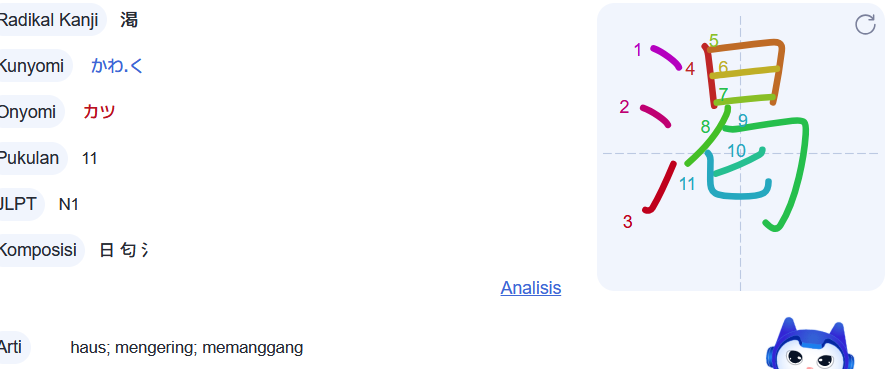 Radikal Kanji 渇
Kunyomi かわ.く
Onyomi カツ
Pukulan 11
JLPT N1
Komposisi 日 匂 氵
Analisis
Arti haus; mengering; memanggang
1
2
3
4
5
6
7
8
9
10
11